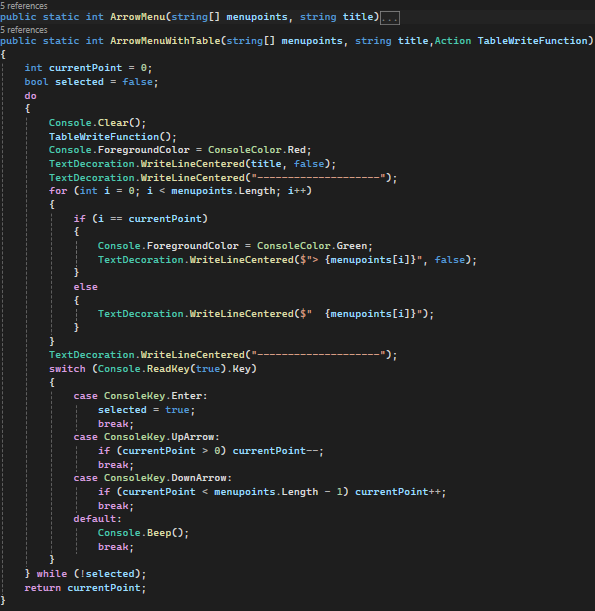 5 references
public static int ArrowMenu(string[] menupoints, string title)...
5 references
public static int ArrowMenuWithTable(string[] menupoints, string title,Action TableWriteFunction)
{
    int currentPoint = 0;
    bool selected = false;
    do
    {
        Console.Clear();
        TableWriteFunction();
        Console.ForegroundColor = ConsoleColor.Red;
        TextDecoration.WriteLineCentered(title, false);
        TextDecoration.WriteLineCentered("--------------------");
        for (int i = 0; i < menupoints.Length; i++)
        {
            if (i == currentPoint)
            {
                Console.ForegroundColor = ConsoleColor.Green;
                TextDecoration.WriteLineCentered($"> {menupoints[i]}", false);
            }
            else
            {
                TextDecoration.WriteLineCentered($"  {menupoints[i]}");
            }
        }
        TextDecoration.WriteLineCentered("--------------------");
        switch (Console.ReadKey(true).Key)
        {
            case ConsoleKey.Enter:
                selected = true;
                break;
            case ConsoleKey.UpArrow:
                if (currentPoint > 0) currentPoint--;
                break;
            case ConsoleKey.DownArrow:
                if (currentPoint < menupoints.Length - 1) currentPoint++;
                break;
            default:
                Console.Beep();
                break;
        }
    } while (!selected);
    return currentPoint;
}